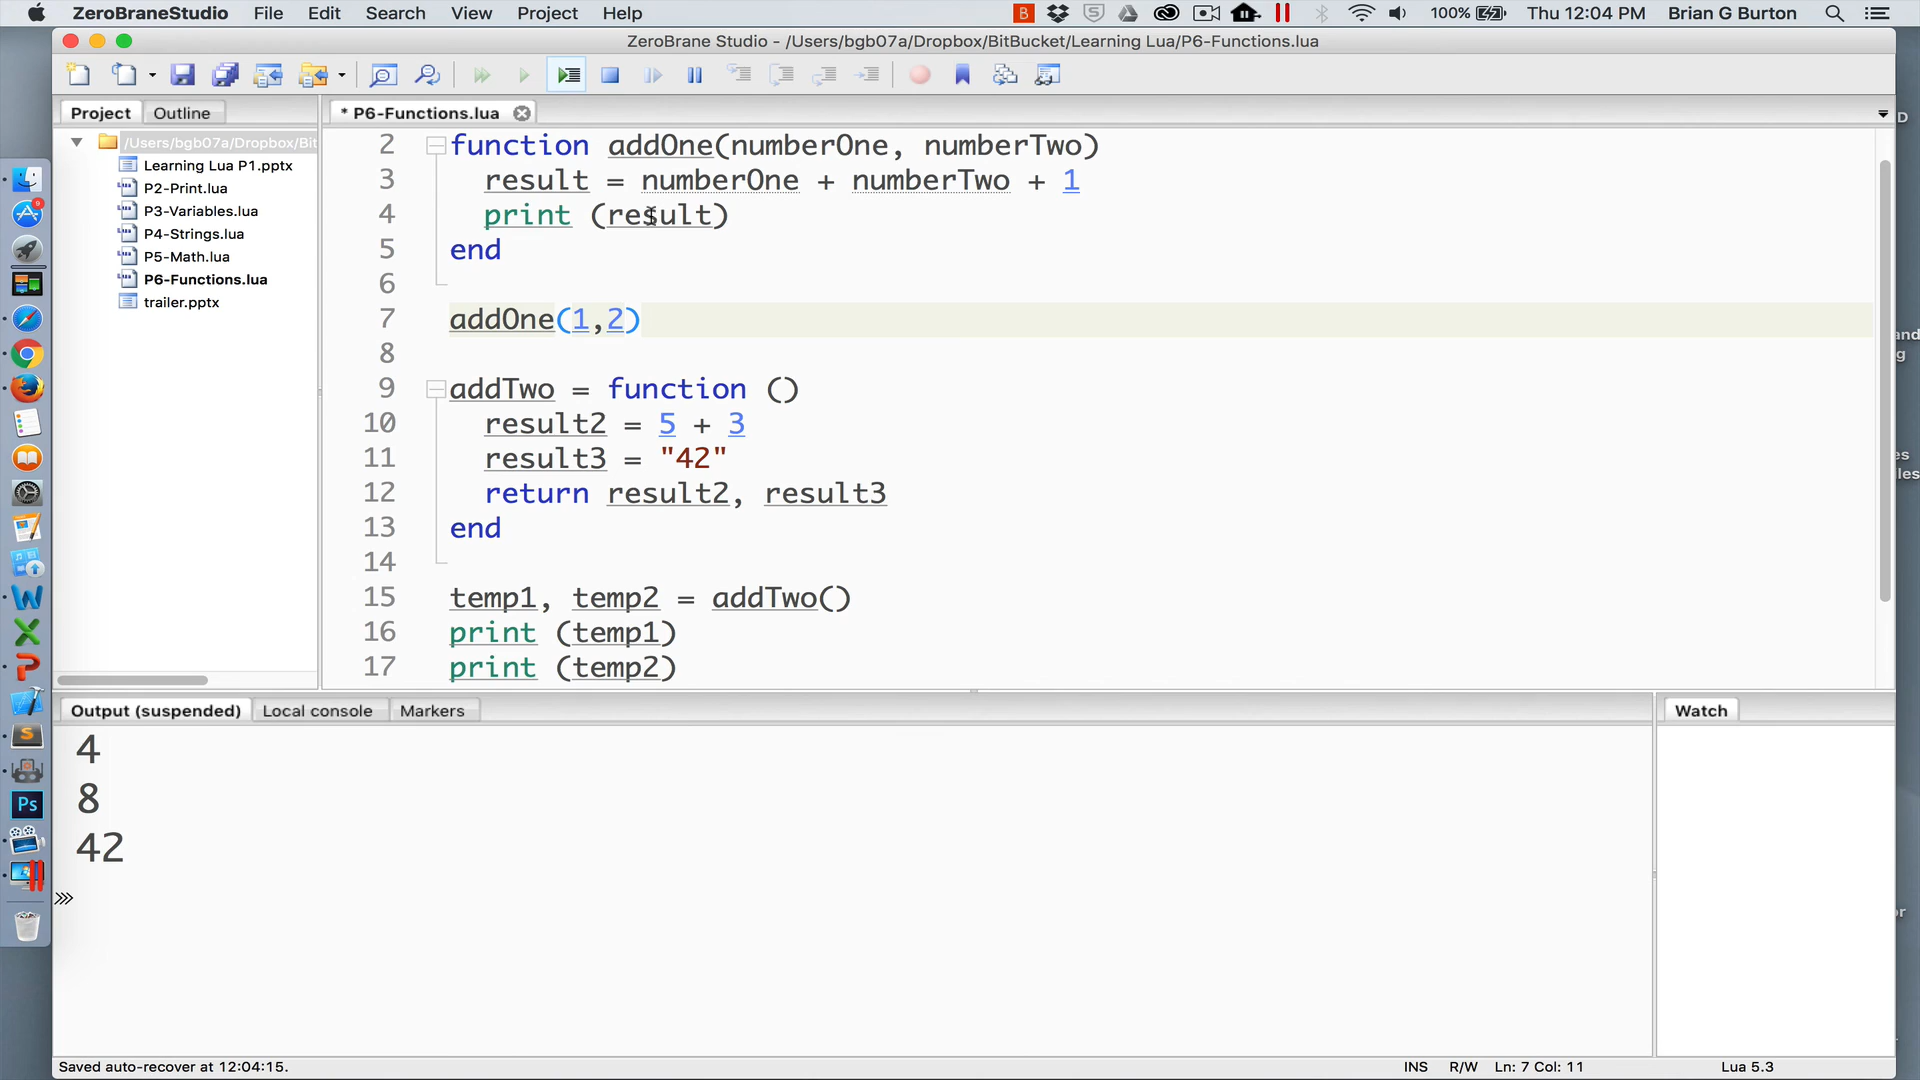 ZeroBraneStudio File Edit Search View Project Help 100% Thu 12:04 PM Brian G Burton
ZeroBrane Studio - /Users/bgb07a/Dropbox/BitBucket/Learning Lua/P6-Functions.lua
Project Outline
* P6-Functions.lua
/Users/bgb07a/Dropbox/Bit
Learning Lua P1.pptx
P2-Print.lua
P3-Variables.lua
P4-Strings.lua
P5-Math.lua
P6-Functions.lua
trailer.pptx
2 function addOne(numberOne, numberTwo)
3 result = numberOne + numberTwo + 1
4 print (result)
5 end
6
7 addOne(1,2)
8
9 addTwo = function ()
10 result2 = 5 + 3
11 result3 = "42"
12 return result2, result3
13 end
14
15 temp1, temp2 = addTwo()
16 print (temp1)
17 print (temp2)
Output (suspended) Local console Markers
Watch
4
8
42
Saved auto-recover at 12:04:15. INS R/W Ln: 7 Col: 11 Lua 5.3